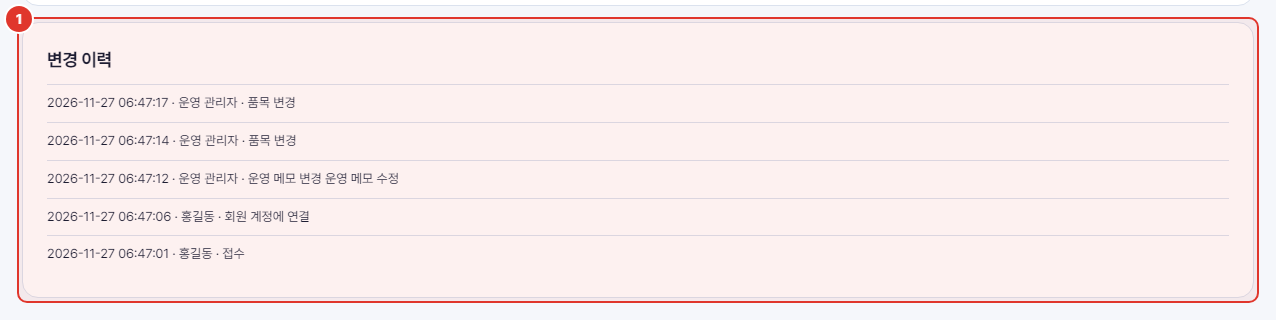 1
변경 이력
2026-11-27 06:47:17 · 운영 관리자 · 품목 변경
2026-11-27 06:47:14 · 운영 관리자 · 품목 변경
2026-11-27 06:47:12 · 운영 관리자 · 운영 메모 변경 운영 메모 수정
2026-11-27 06:47:06 · 홍길동 · 회원 계정에 연결
2026-11-27 06:47:01 · 홍길동 · 접수